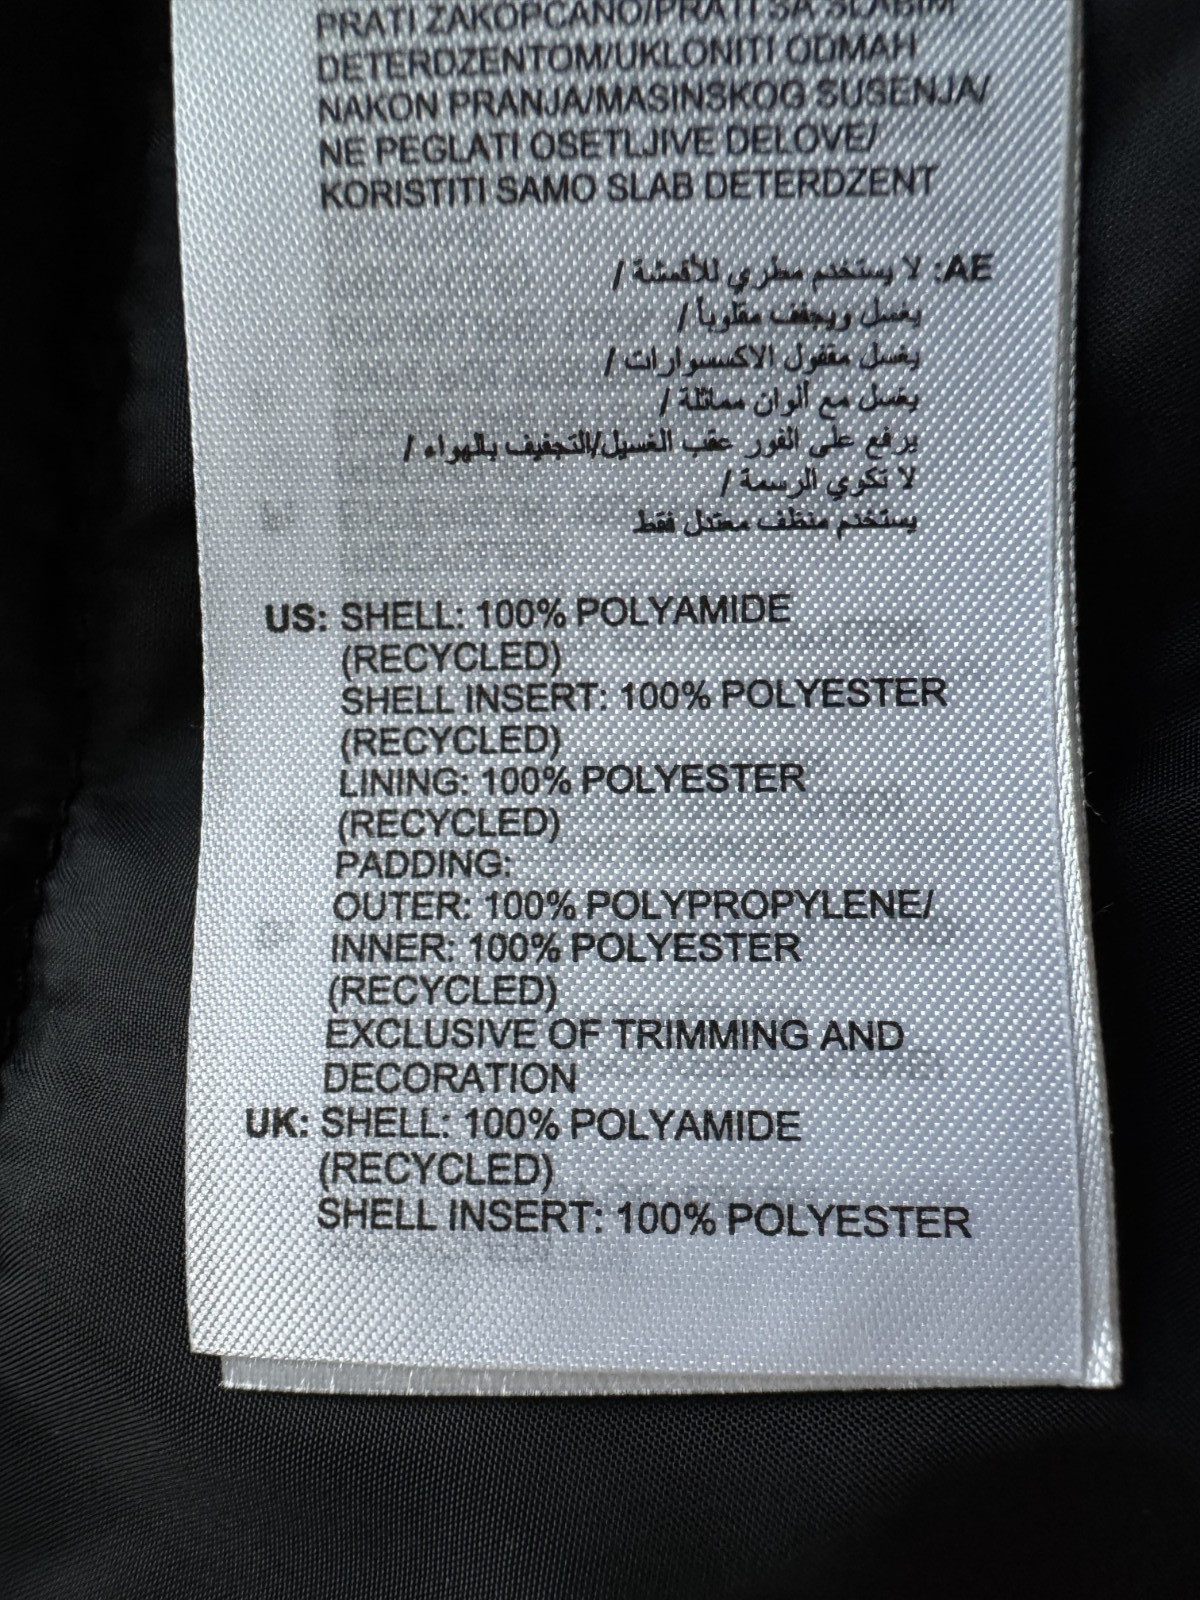 PRATI ZAKOPCANO/PRATI SA SLABIM
DETERDZENTOM/UKLONITI ODMAH
NAKON PRANJA/MASINSKOG SUSENJA/
NE PEGLATI OSETLJIVE DELOVE/
KORISTITI SAMO SLAB DETERDZENT
AE: لا يستخدم مطري للأقمشة /
يغسل ويجفف مقلوباً /
يغسل مقفول الاكسسوارات /
يغسل مع ألوان مماثلة /
يرفع على الفور عقب الغسيل/التجفيف بالهواء /
لا تكوي الرسمة /
يستخدم منظف معتدل فقط
US: SHELL: 100% POLYAMIDE
(RECYCLED)
SHELL INSERT: 100% POLYESTER
(RECYCLED)
LINING: 100% POLYESTER
(RECYCLED)
PADDING:
OUTER: 100% POLYPROPYLENE/
INNER: 100% POLYESTER
(RECYCLED)
EXCLUSIVE OF TRIMMING AND
DECORATION
UK: SHELL: 100% POLYAMIDE
(RECYCLED)
SHELL INSERT: 100% POLYESTER